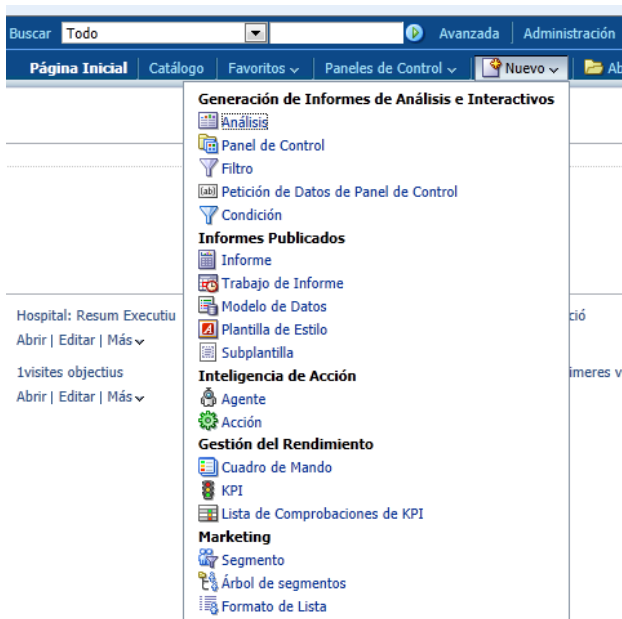 Buscar Todo Avanzada Administración
Página Inicial Catálogo Favoritos Paneles de Control Nuevo Ab
Generación de Informes de Análisis e Interactivos
Análisis
Panel de Control
Filtro
(ab) Petición de Datos de Panel de Control
Condición
Informes Publicados
Informe
Trabajo de Informe
Modelo de Datos
Plantilla de Estilo
Subplantilla
Inteligencia de Acción
Agente
Acción
Gestión del Rendimiento
Cuadro de Mando
KPI
Lista de Comprobaciones de KPI
Marketing
Segmento
Árbol de segmentos
Formato de Lista
Hospital: Resum Executiu
Abrir | Editar | Más
1visites objectius
Abrir | Editar | Más
ció
imeres v